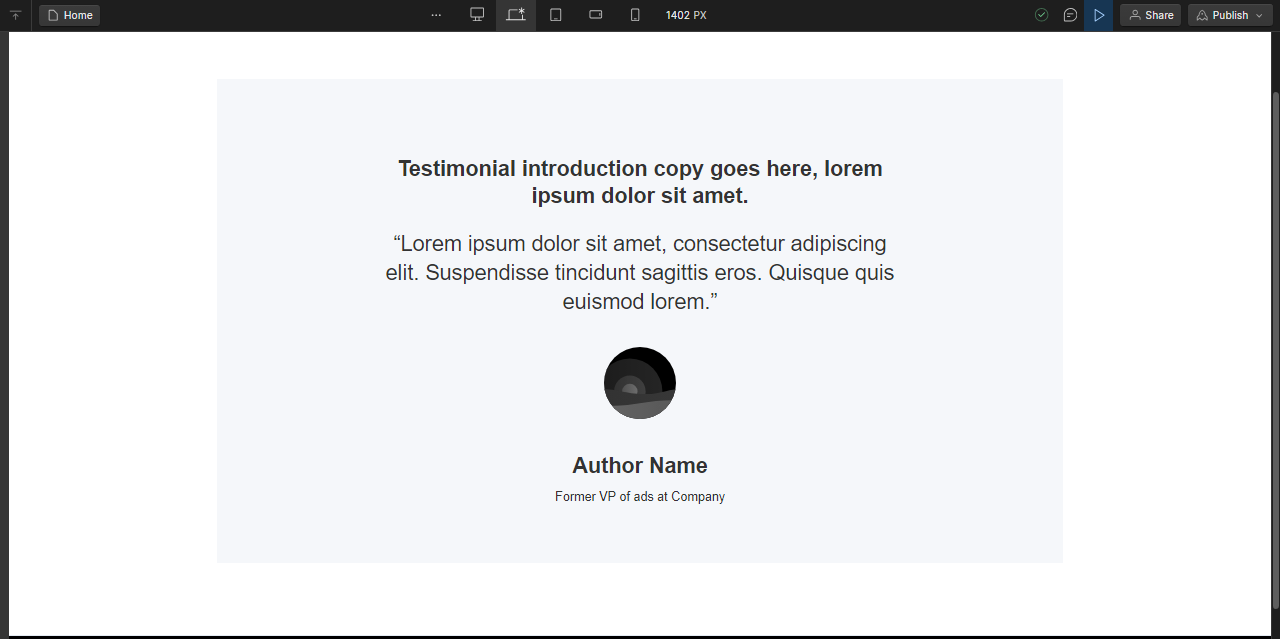 Home
1402 PX
Share
Publish
Testimonial introduction copy goes here, lorem
ipsum dolor sit amet.
“Lorem ipsum dolor sit amet, consectetur adipiscing
elit. Suspendisse tincidunt sagittis eros. Quisque quis
euismod lorem.”
Author Name
Former VP of ads at Company